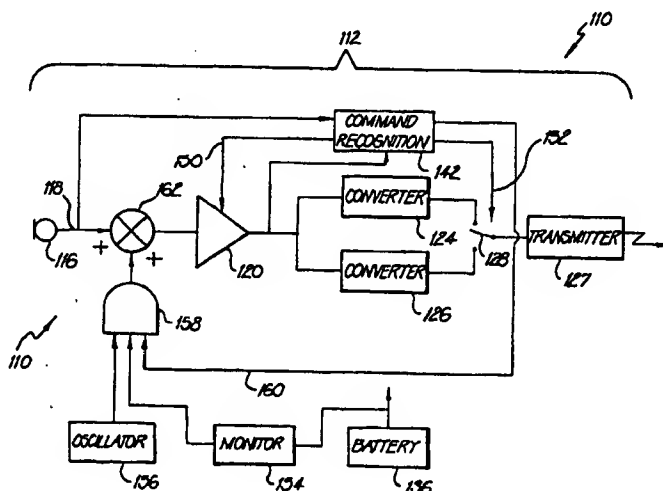 110
112
COMMAND
RECOGNITION
150
142
152
162
118
+
+
116
120
CONVERTER
124
CONVERTER
126
128
TRANSMITTER
127
158
110
160
OSCILLATOR
156
MONITOR
154
BATTERY
136